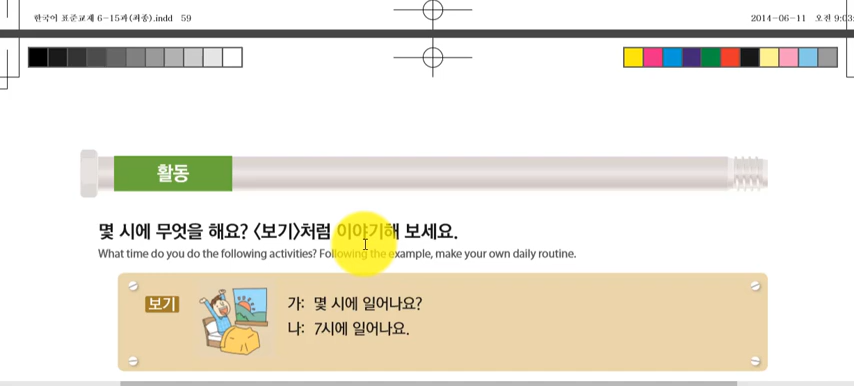 한국어 표준교재 6-15과(최종).indd 59
2014-06-11 오전 9:03:
활동
몇 시에 무엇을 해요? 〈보기〉처럼 이야기해 보세요.
What time do you do the following activities? Following the example, make your own daily routine.
보기
가: 몇 시에 일어나요?
나: 7시에 일어나요.